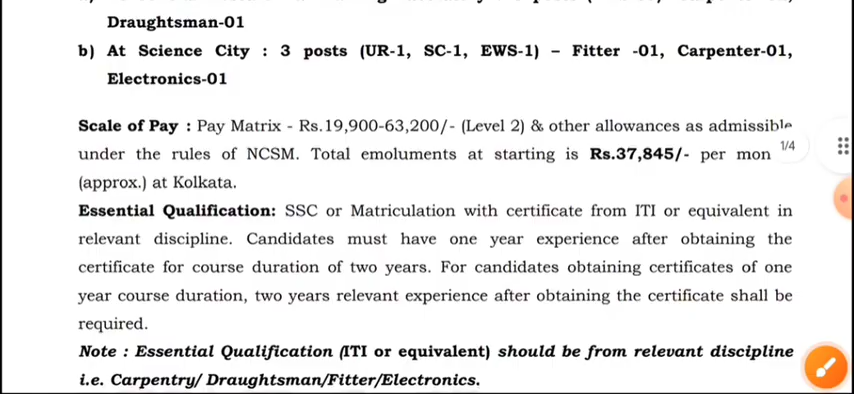 Draughtsman-01
b) At Science City : 3 posts (UR-1, SC-1, EWS-1) – Fitter -01, Carpenter-01,
Electronics-01
Scale of Pay : Pay Matrix - Rs.19,900-63,200/- (Level 2) & other allowances as admissible
under the rules of NCSM. Total emoluments at starting is Rs.37,845/- per mon
1/4
(approx.) at Kolkata.
Essential Qualification: SSC or Matriculation with certificate from ITI or equivalent in
relevant discipline. Candidates must have one year experience after obtaining the
certificate for course duration of two years. For candidates obtaining certificates of one
year course duration, two years relevant experience after obtaining the certificate shall be
required.
Note : Essential Qualification (ITI or equivalent) should be from relevant discipline
i.e. Carpentry/ Draughtsman/Fitter/Electronics.